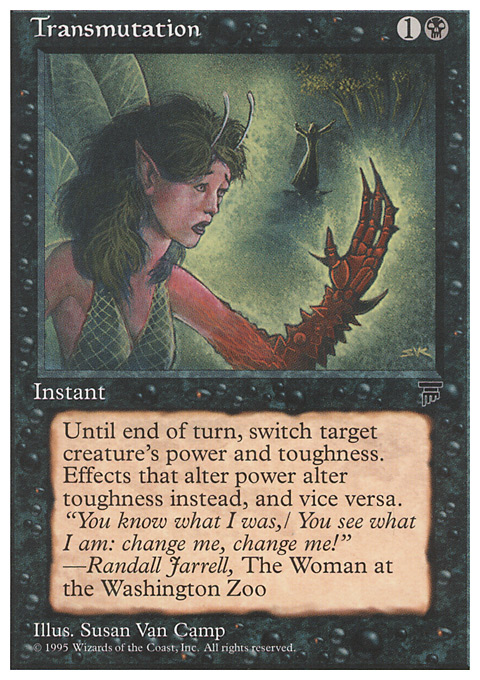 Transmutation 1
SVC
Instant
Until end of turn, switch target
creature's power and toughness.
Effects that alter power alter
toughness instead, and vice versa.
"You know what I was,/ You see what
I am: change me, change me!"
—Randall Jarrell, The Woman at
the Washington Zoo
Illus. Susan Van Camp
© 1995 Wizards of the Coast, Inc. All rights reserved.